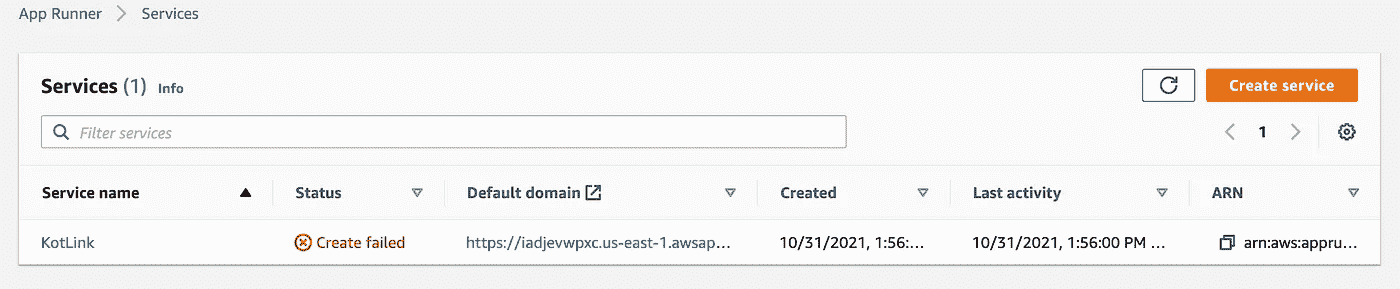 App Runner > Services
Services (1) Info
Create service
Filter services
1
Service name Status Default domain Created Last activity ARN
KotLink Create failed https://iadjevwpxc.us-east-1.awsap... 10/31/2021, 1:56:... 10/31/2021, 1:56:00 PM ... arn:aws:appru...